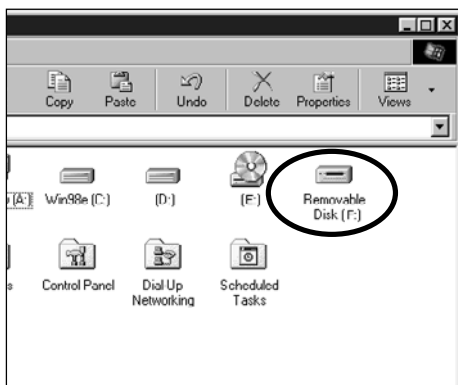 Copy Paste Undo Delete Properties Views
(A:) Win98e (C:) (D:) (E:) Removable
Disk (F:)
s Control Panel Dial-Up Scheduled
Networking Tasks